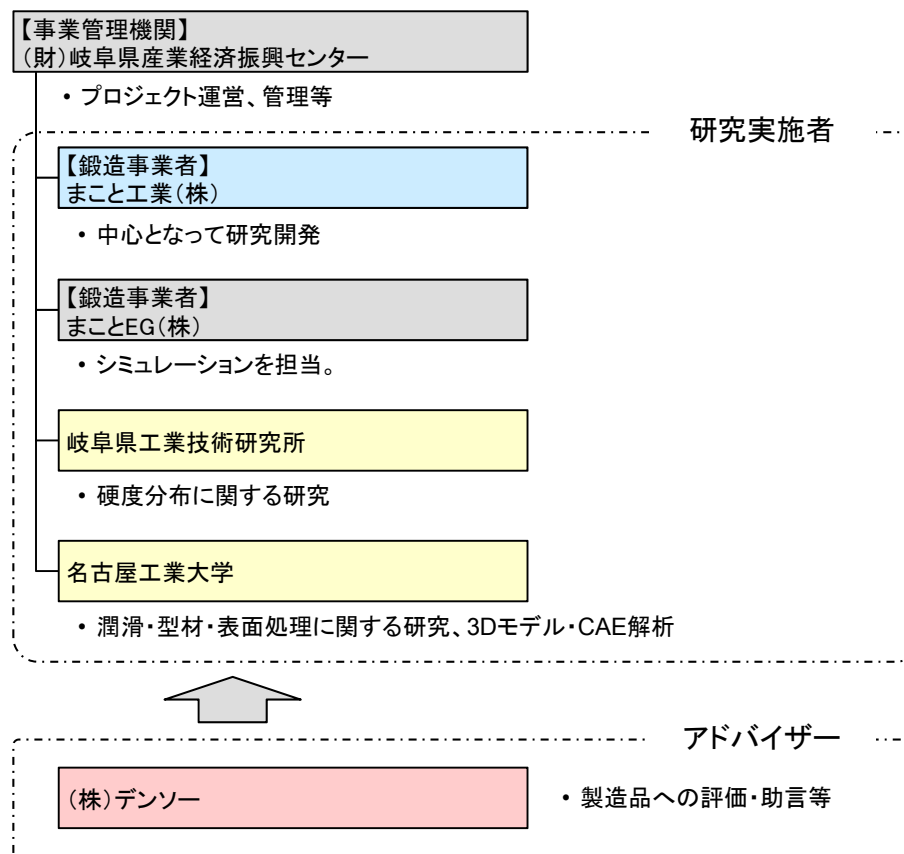 【事業管理機関】
(財)岐阜県産業経済振興センター
・プロジェクト運営、管理等
研究実施者
【鍛造事業者】
まこと工業(株)
・中心となって研究開発
【鍛造事業者】
まことEG(株)
・シミュレーションを担当。
岐阜県工業技術研究所
・硬度分布に関する研究
名古屋工業大学
・潤滑・型材・表面処理に関する研究、3Dモデル・CAE解析
アドバイザー
(株)デンソー
・製造品への評価・助言等